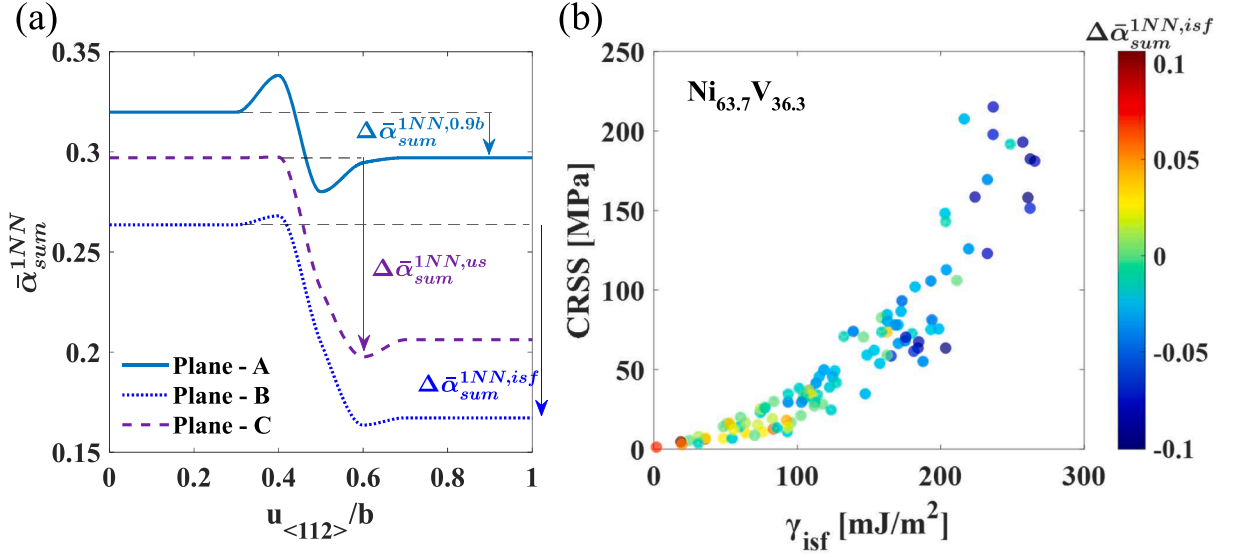 (a)
0.35
0.3
0.25
0.2
0.15
ᾱ^{1NN}_{sum}
Δᾱ^{1NN,0.9b}_{sum}
Δᾱ^{1NN,us}_{sum}
Δᾱ^{1NN,isf}_{sum}
Plane - A
Plane - B
Plane - C
0 0.2 0.4 0.6 0.8 1
u_{<112>}/b
(b)
Δᾱ^{1NN,isf}_{sum}
Ni_{63.7}V_{36.3}
250
200
150
100
50
0
CRSS [MPa]
0 100 200 300
γ_{isf} [mJ/m^2]
0.1
0.05
0
-0.05
-0.1